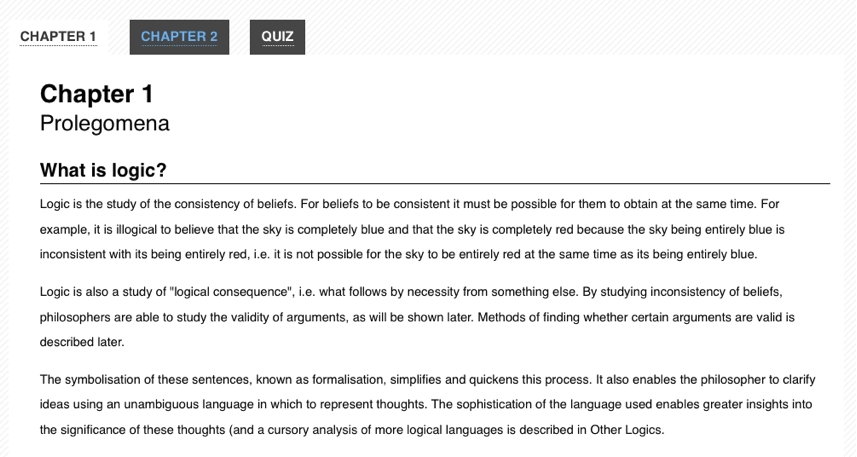 CHAPTER 1 CHAPTER 2 QUIZ
Chapter 1
Prolegomena
What is logic?
Logic is the study of the consistency of beliefs. For beliefs to be consistent it must be possible for them to obtain at the same time. For
example, it is illogical to believe that the sky is completely blue and that the sky is completely red because the sky being entirely blue is
inconsistent with its being entirely red, i.e. it is not possible for the sky to be entirely red at the same time as its being entirely blue.
Logic is also a study of "logical consequence", i.e. what follows by necessity from something else. By studying inconsistency of beliefs,
philosophers are able to study the validity of arguments, as will be shown later. Methods of finding whether certain arguments are valid is
described later.
The symbolisation of these sentences, known as formalisation, simplifies and quickens this process. It also enables the philosopher to clarify
ideas using an unambiguous language in which to represent thoughts. The sophistication of the language used enables greater insights into
the significance of these thoughts (and a cursory analysis of more logical languages is described in Other Logics.